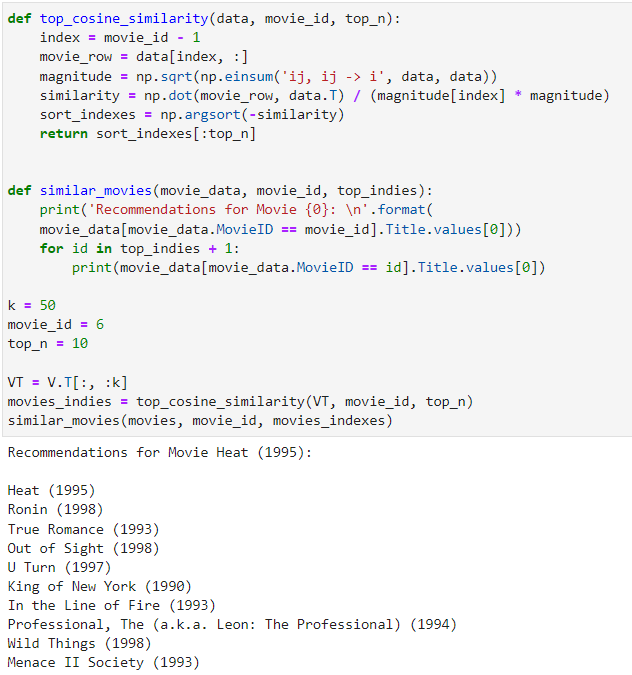 def top_cosine_similarity(data, movie_id, top_n):
    index = movie_id - 1
    movie_row = data[index, :]
    magnitude = np.sqrt(np.einsum('ij, ij -> i', data, data))
    similarity = np.dot(movie_row, data.T) / (magnitude[index] * magnitude)
    sort_indexes = np.argsort(-similarity)
    return sort_indexes[:top_n]
def similar_movies(movie_data, movie_id, top_indies):
    print('Recommendations for Movie {0}: \n'.format(
    movie_data[movie_data.MovieID == movie_id].Title.values[0]))
    for id in top_indies + 1:
        print(movie_data[movie_data.MovieID == id].Title.values[0])
k = 50
movie_id = 6
top_n = 10
VT = V.T[:, :k]
movies_indies = top_cosine_similarity(VT, movie_id, top_n)
similar_movies(movies, movie_id, movies_indexes)
Recommendations for Movie Heat (1995):
Heat (1995)
Ronin (1998)
True Romance (1993)
Out of Sight (1998)
U Turn (1997)
King of New York (1990)
In the Line of Fire (1993)
Professional, The (a.k.a. Leon: The Professional) (1994)
Wild Things (1998)
Menace II Society (1993)